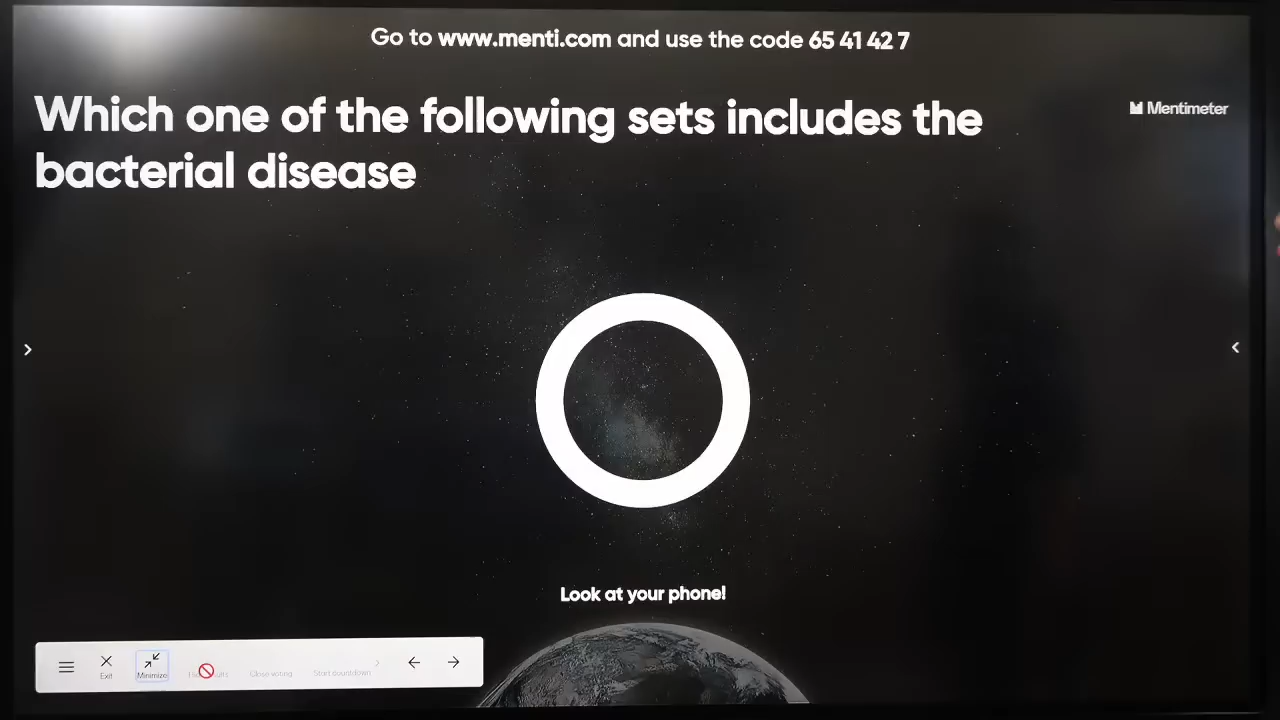 Go to www.menti.com and use the code 65 41 42 7
Which one of the following sets includes the
Mentimeter
bacterial disease
Look at your phone!
Exit
Minimize
Close voting
Start countdown